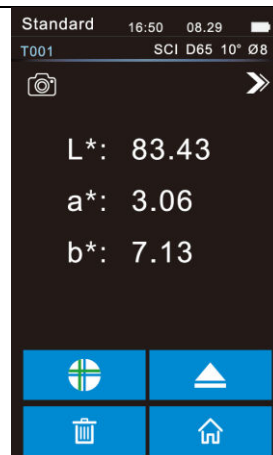 Standard 16:50 08.29
T001 SCI D65 10° Ø8
L*: 83.43
a*: 3.06
b*: 7.13